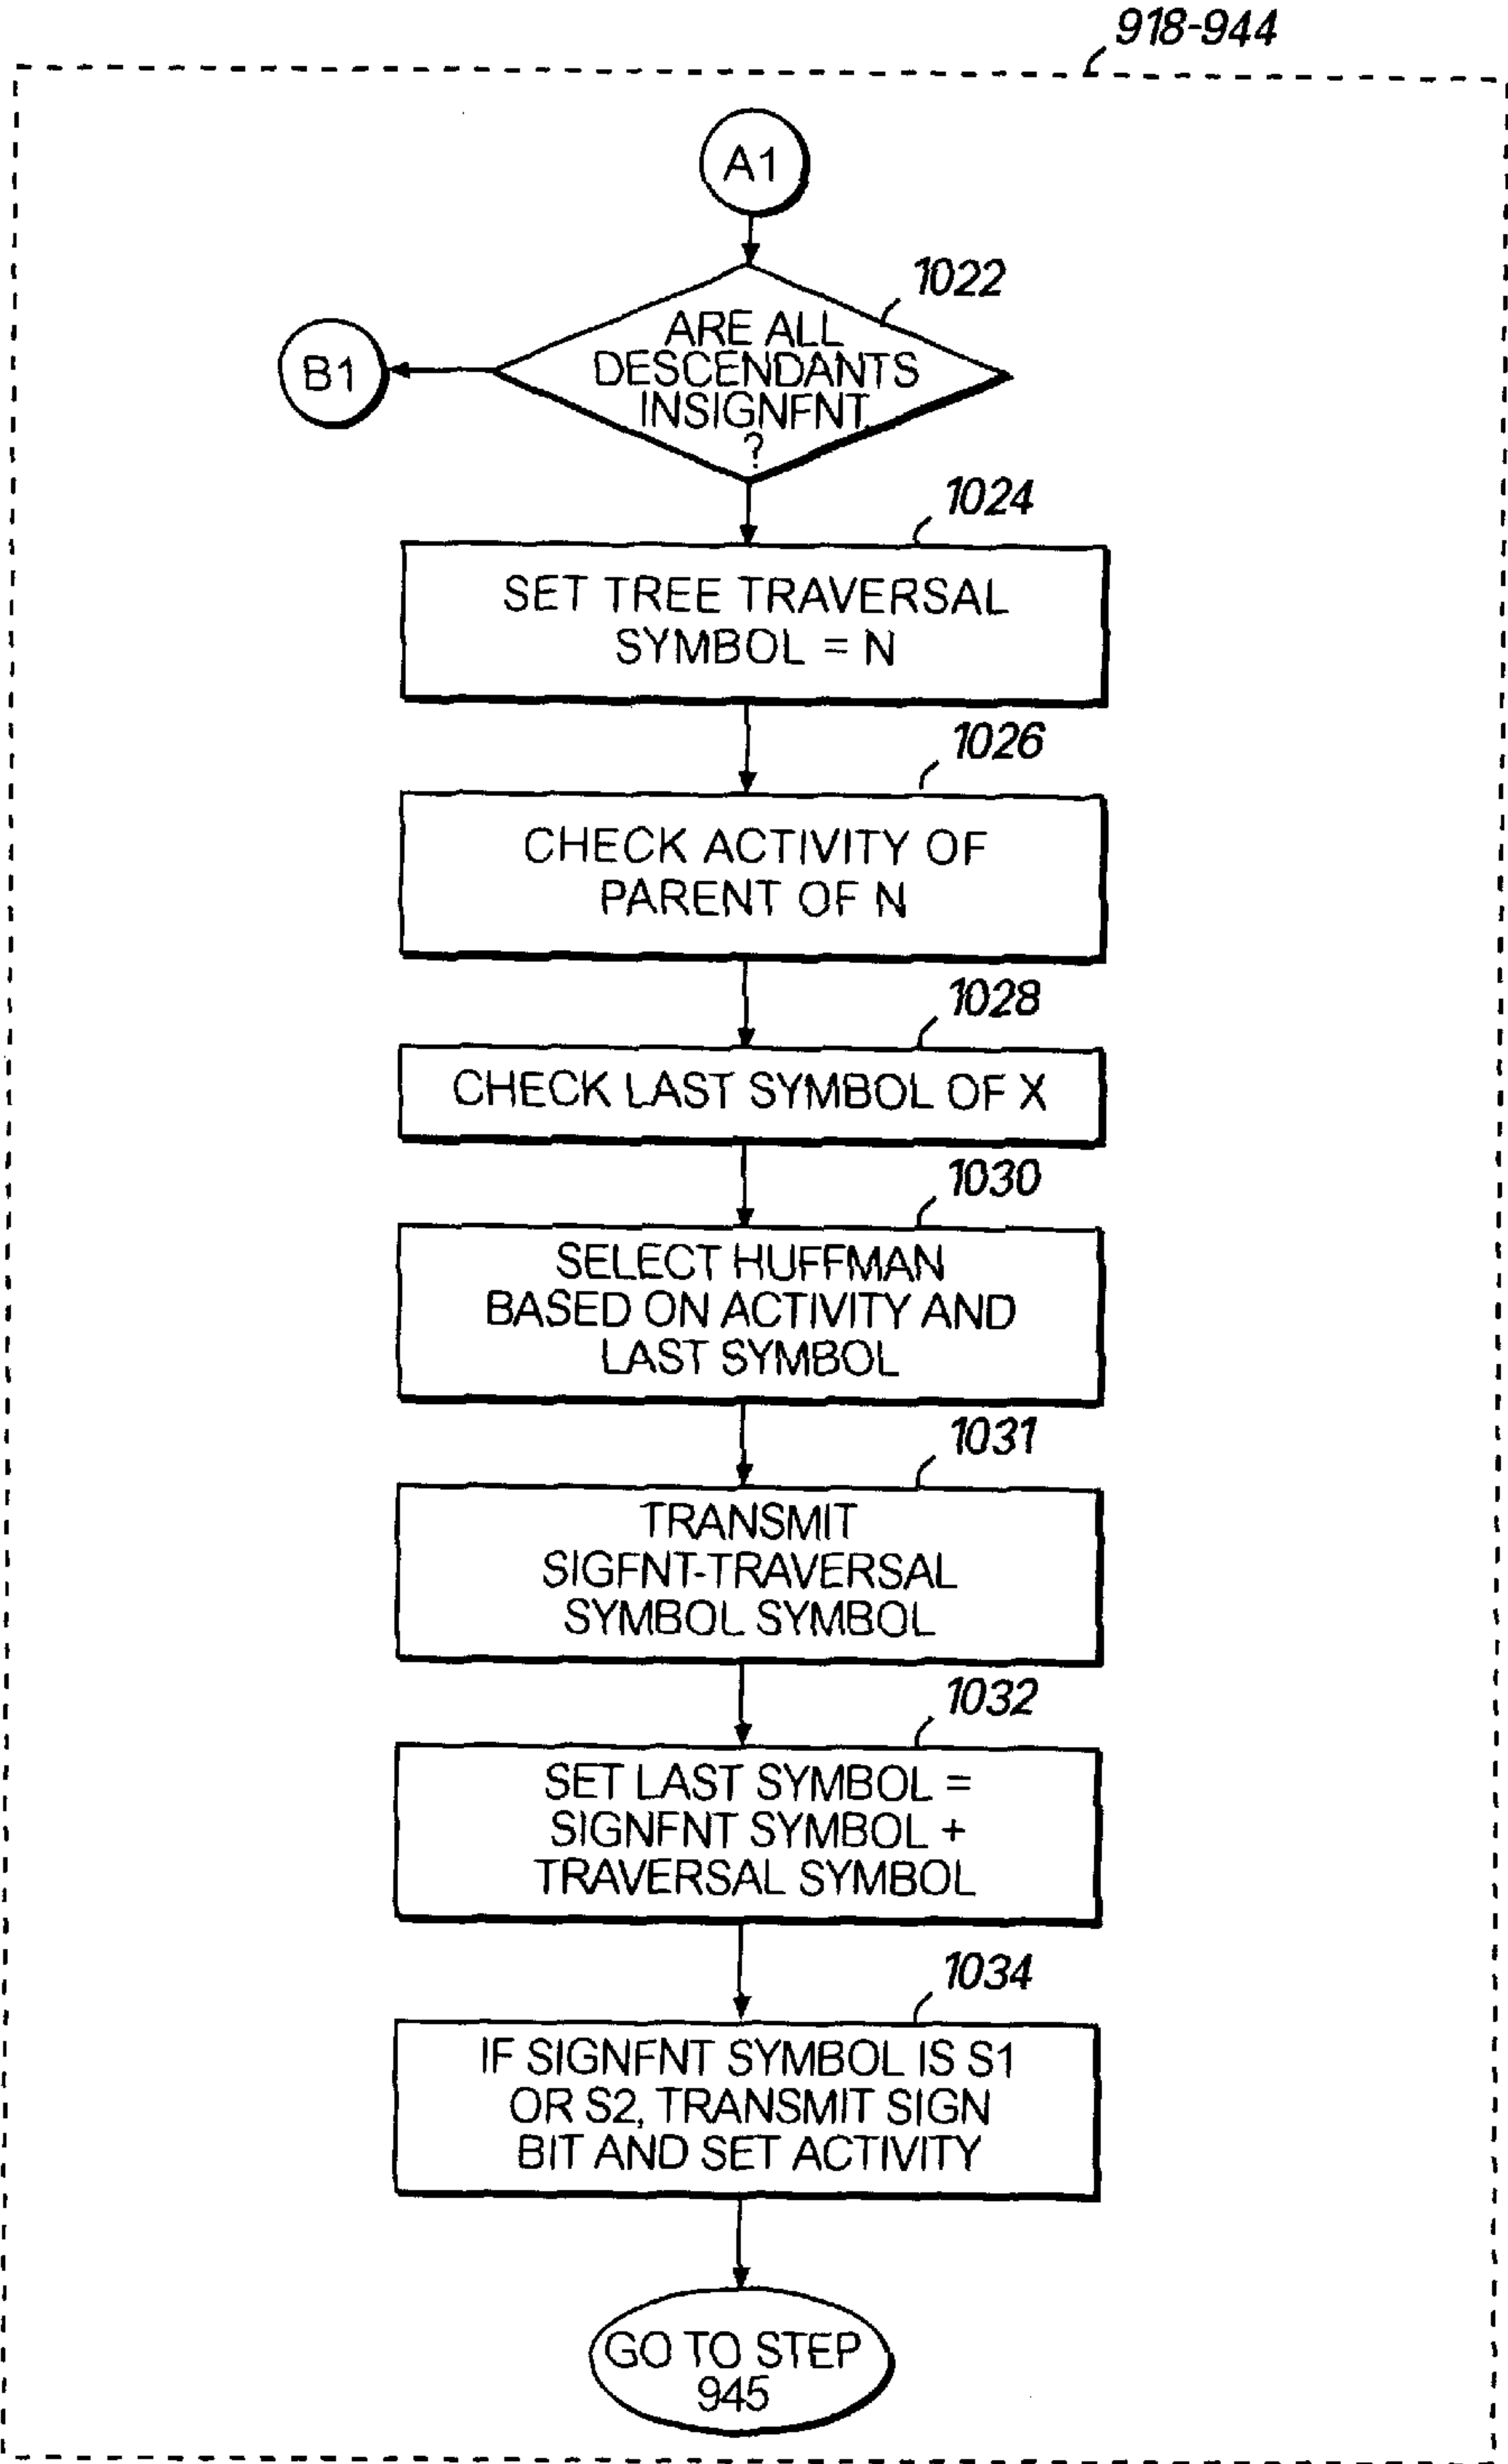 918-944
A1
1022
ARE ALL
DESCENDANTS
INSIGNFNT.
?
B1
1024
SET TREE TRAVERSAL
SYMBOL = N
1026
CHECK ACTIVITY OF
PARENT OF N
1028
CHECK LAST SYMBOL OF X
1030
SELECT HUFFMAN
BASED ON ACTIVITY AND
LAST SYMBOL
1031
TRANSMIT
SIGFNT-TRAVERSAL
SYMBOL SYMBOL
1032
SET LAST SYMBOL =
SIGNFNT SYMBOL +
TRAVERSAL SYMBOL
1034
IF SIGNFNT SYMBOL IS S1
OR S2, TRANSMIT SIGN
BIT AND SET ACTIVITY
GO TO STEP
945